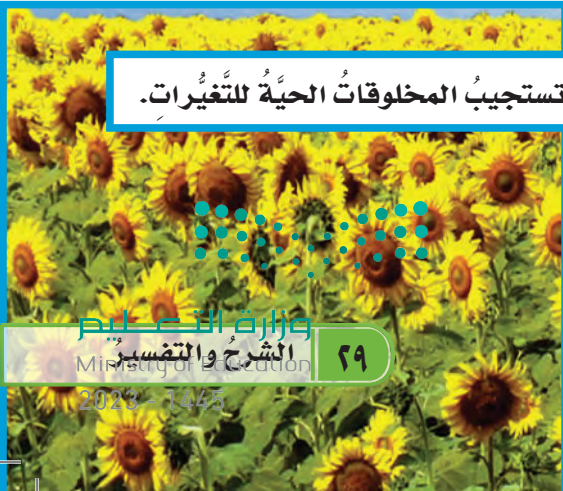 تستجيبُ المخلوقاتُ الحيَّةُ للتَّغيُّراتِ.
وزارة التعليم
Ministry of Education
2023 - 1445
٢٩ الشرحُ والتفسيرُ